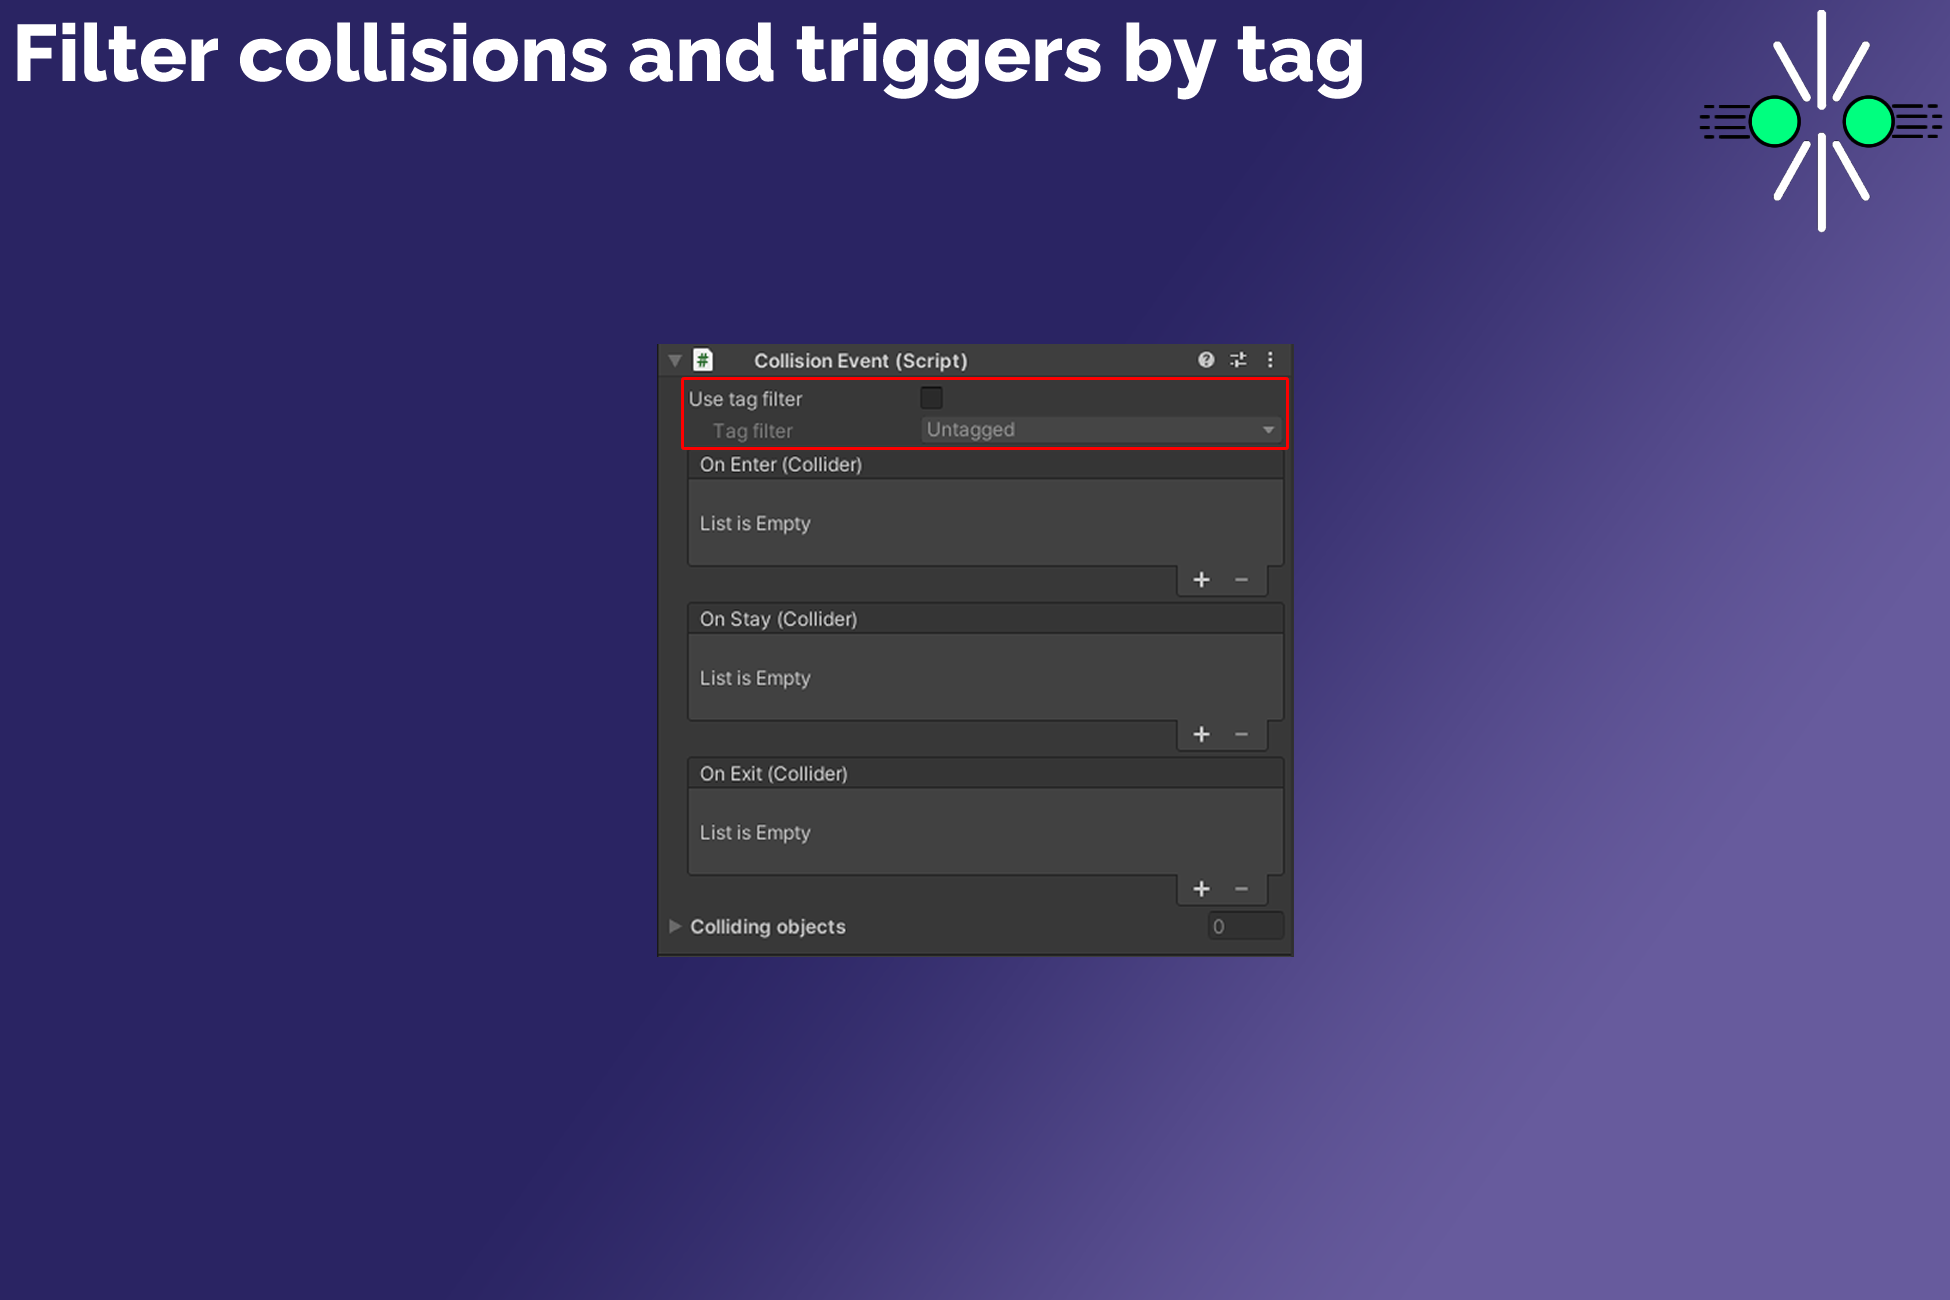 Filter collisions and triggers by tag
# Collision Event (Script)
Use tag filter
Tag filter Untagged
On Enter (Collider)
List is Empty
+ −
On Stay (Collider)
List is Empty
+ −
On Exit (Collider)
List is Empty
+ −
Colliding objects 0